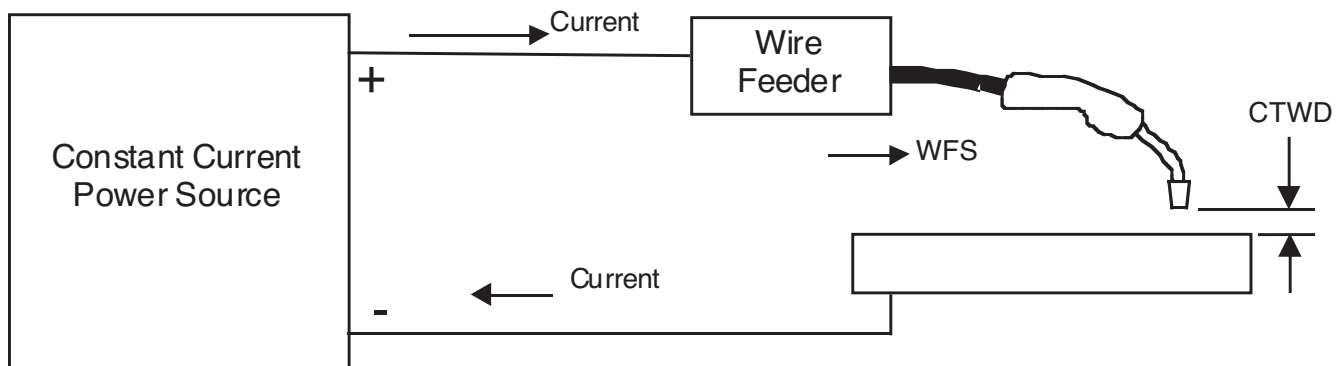 Current
Wire
Feeder
+
CTWD
Constant Current
Power Source
WFS
Current
-